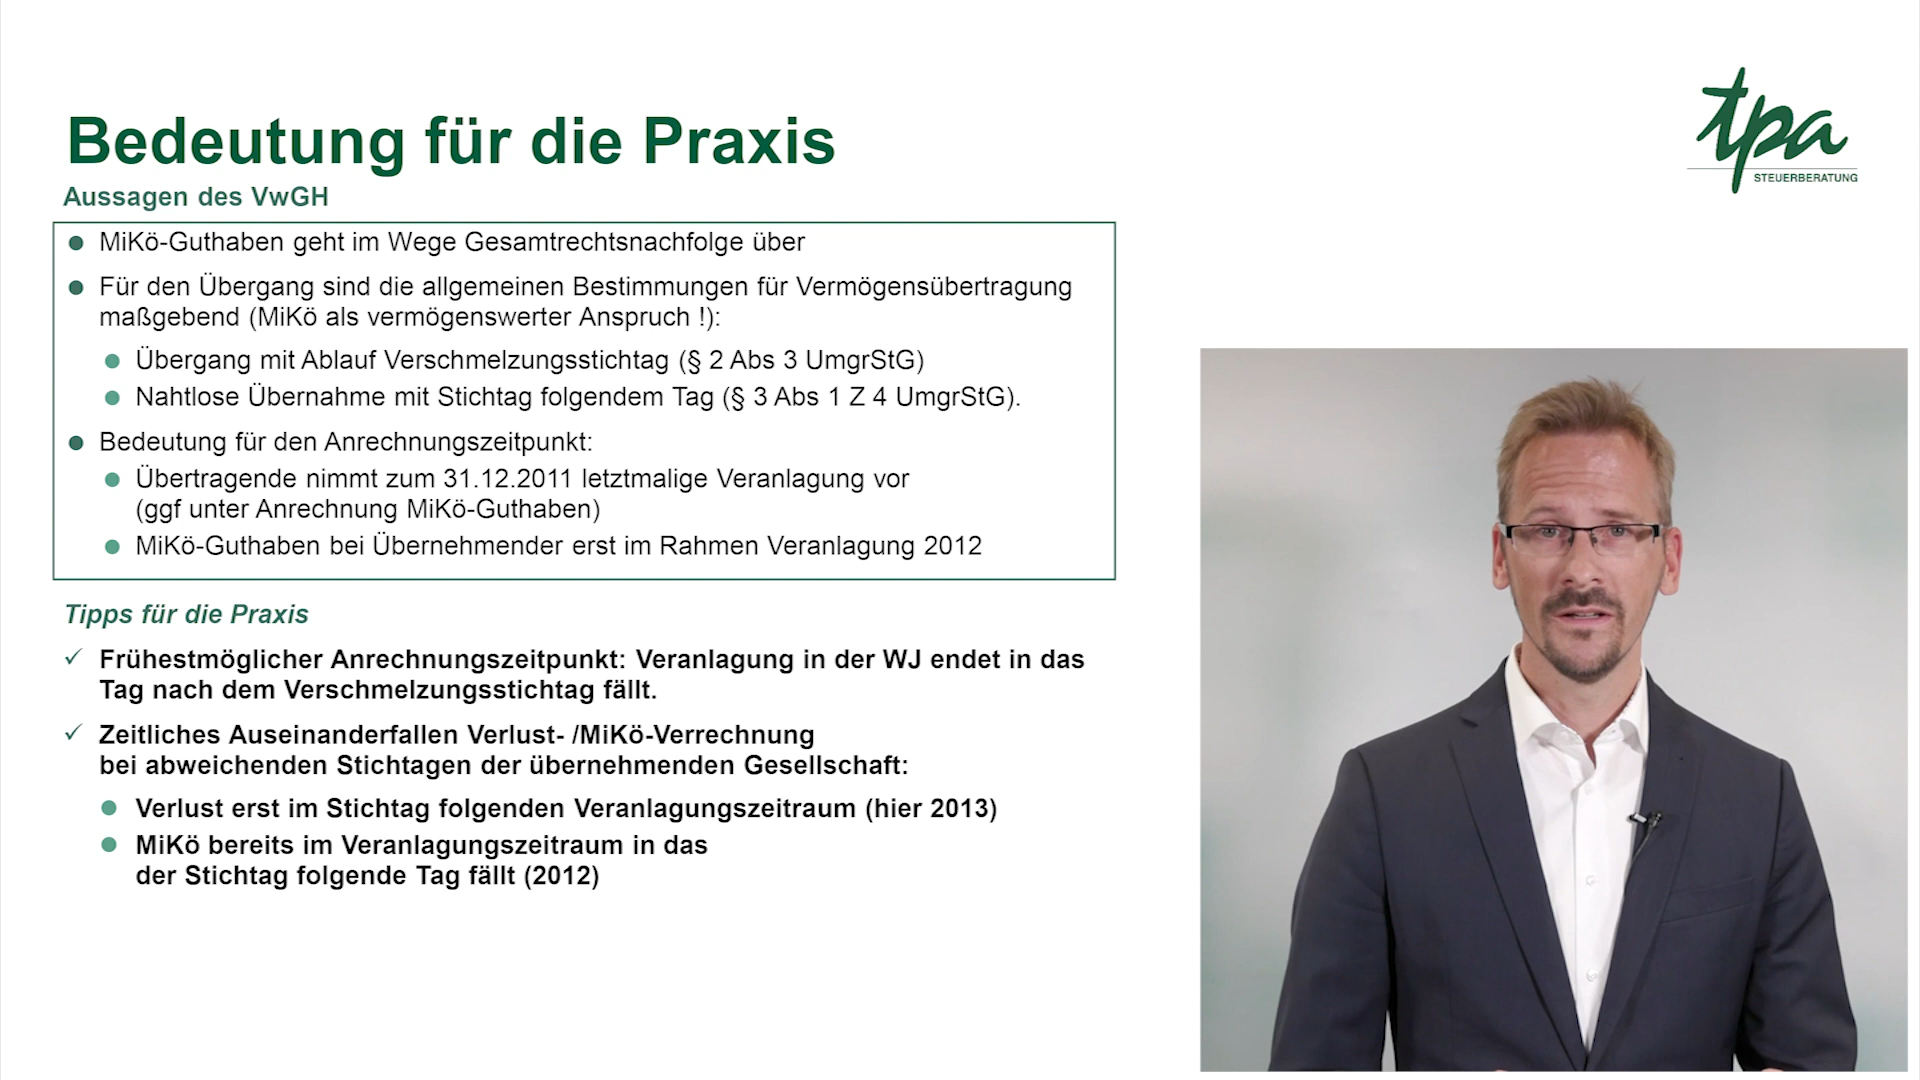 Bedeutung für die Praxis
tpa
STEUERBERATUNG
Aussagen des VwGH
MiKö-Guthaben geht im Wege Gesamtrechtsnachfolge über
Für den Übergang sind die allgemeinen Bestimmungen für Vermögensübertragung
maßgebend (MiKö als vermögenswerter Anspruch !):
Übergang mit Ablauf Verschmelzungsstichtag (§ 2 Abs 3 UmgrStG)
Nahtlose Übernahme mit Stichtag folgendem Tag (§ 3 Abs 1 Z 4 UmgrStG).
Bedeutung für den Anrechnungszeitpunkt:
Übertragende nimmt zum 31.12.2011 letztmalige Veranlagung vor
(ggf unter Anrechnung MiKö-Guthaben)
MiKö-Guthaben bei Übernehmender erst im Rahmen Veranlagung 2012
Tipps für die Praxis
✓ Frühestmöglicher Anrechnungszeitpunkt: Veranlagung in der WJ endet in das
Tag nach dem Verschmelzungsstichtag fällt.
✓ Zeitliches Auseinanderfallen Verlust- /MiKö-Verrechnung
bei abweichenden Stichtagen der übernehmenden Gesellschaft:
Verlust erst im Stichtag folgenden Veranlagungszeitraum (hier 2013)
MiKö bereits im Veranlagungszeitraum in das
der Stichtag folgende Tag fällt (2012)